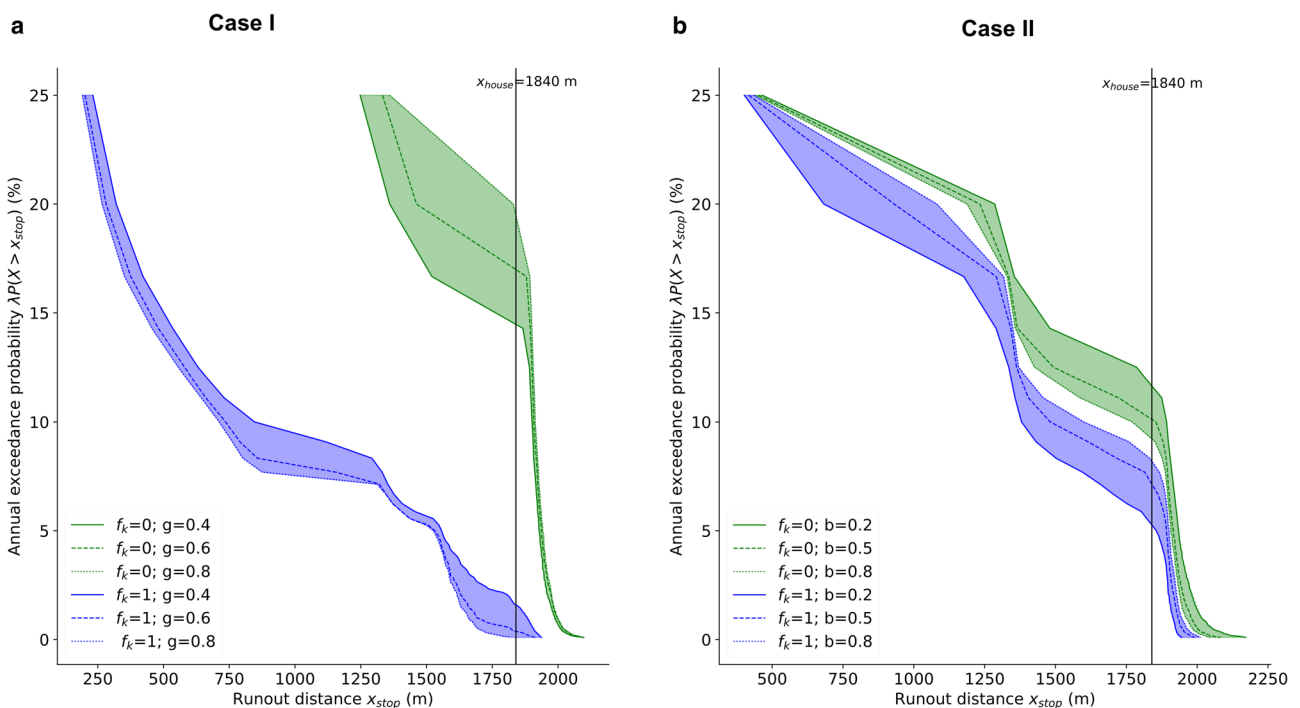 a
Case I
x_house=1840 m
Annual exceedance probability λP(X > x_stop) (%)
25
20
15
10
5
0
f_k=0; g=0.4
f_k=0; g=0.6
f_k=0; g=0.8
f_k=1; g=0.4
f_k=1; g=0.6
f_k=1; g=0.8
250 500 750 1000 1250 1500 1750 2000
Runout distance x_stop (m)
b
Case II
x_house=1840 m
Annual exceedance probability λP(X > x_stop) (%)
25
20
15
10
5
0
f_k=0; b=0.2
f_k=0; b=0.5
f_k=0; b=0.8
f_k=1; b=0.2
f_k=1; b=0.5
f_k=1; b=0.8
500 750 1000 1250 1500 1750 2000 2250
Runout distance x_stop (m)